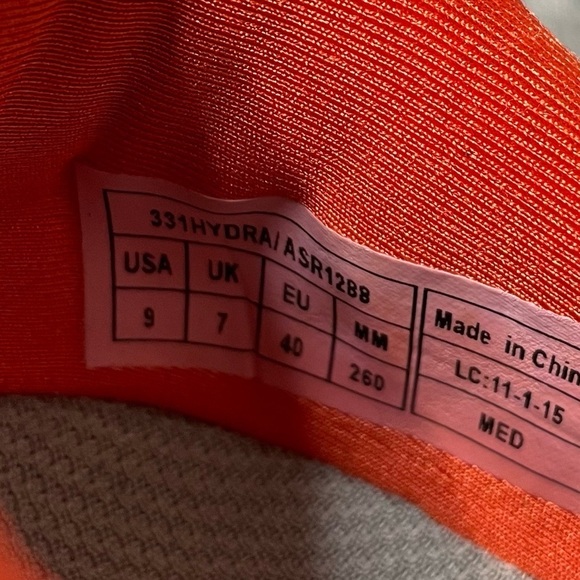 331HYDRA/ASR12BB
USA UK EU MM
9 7 40 260
Made in Chin
LC:11-1-15
MED